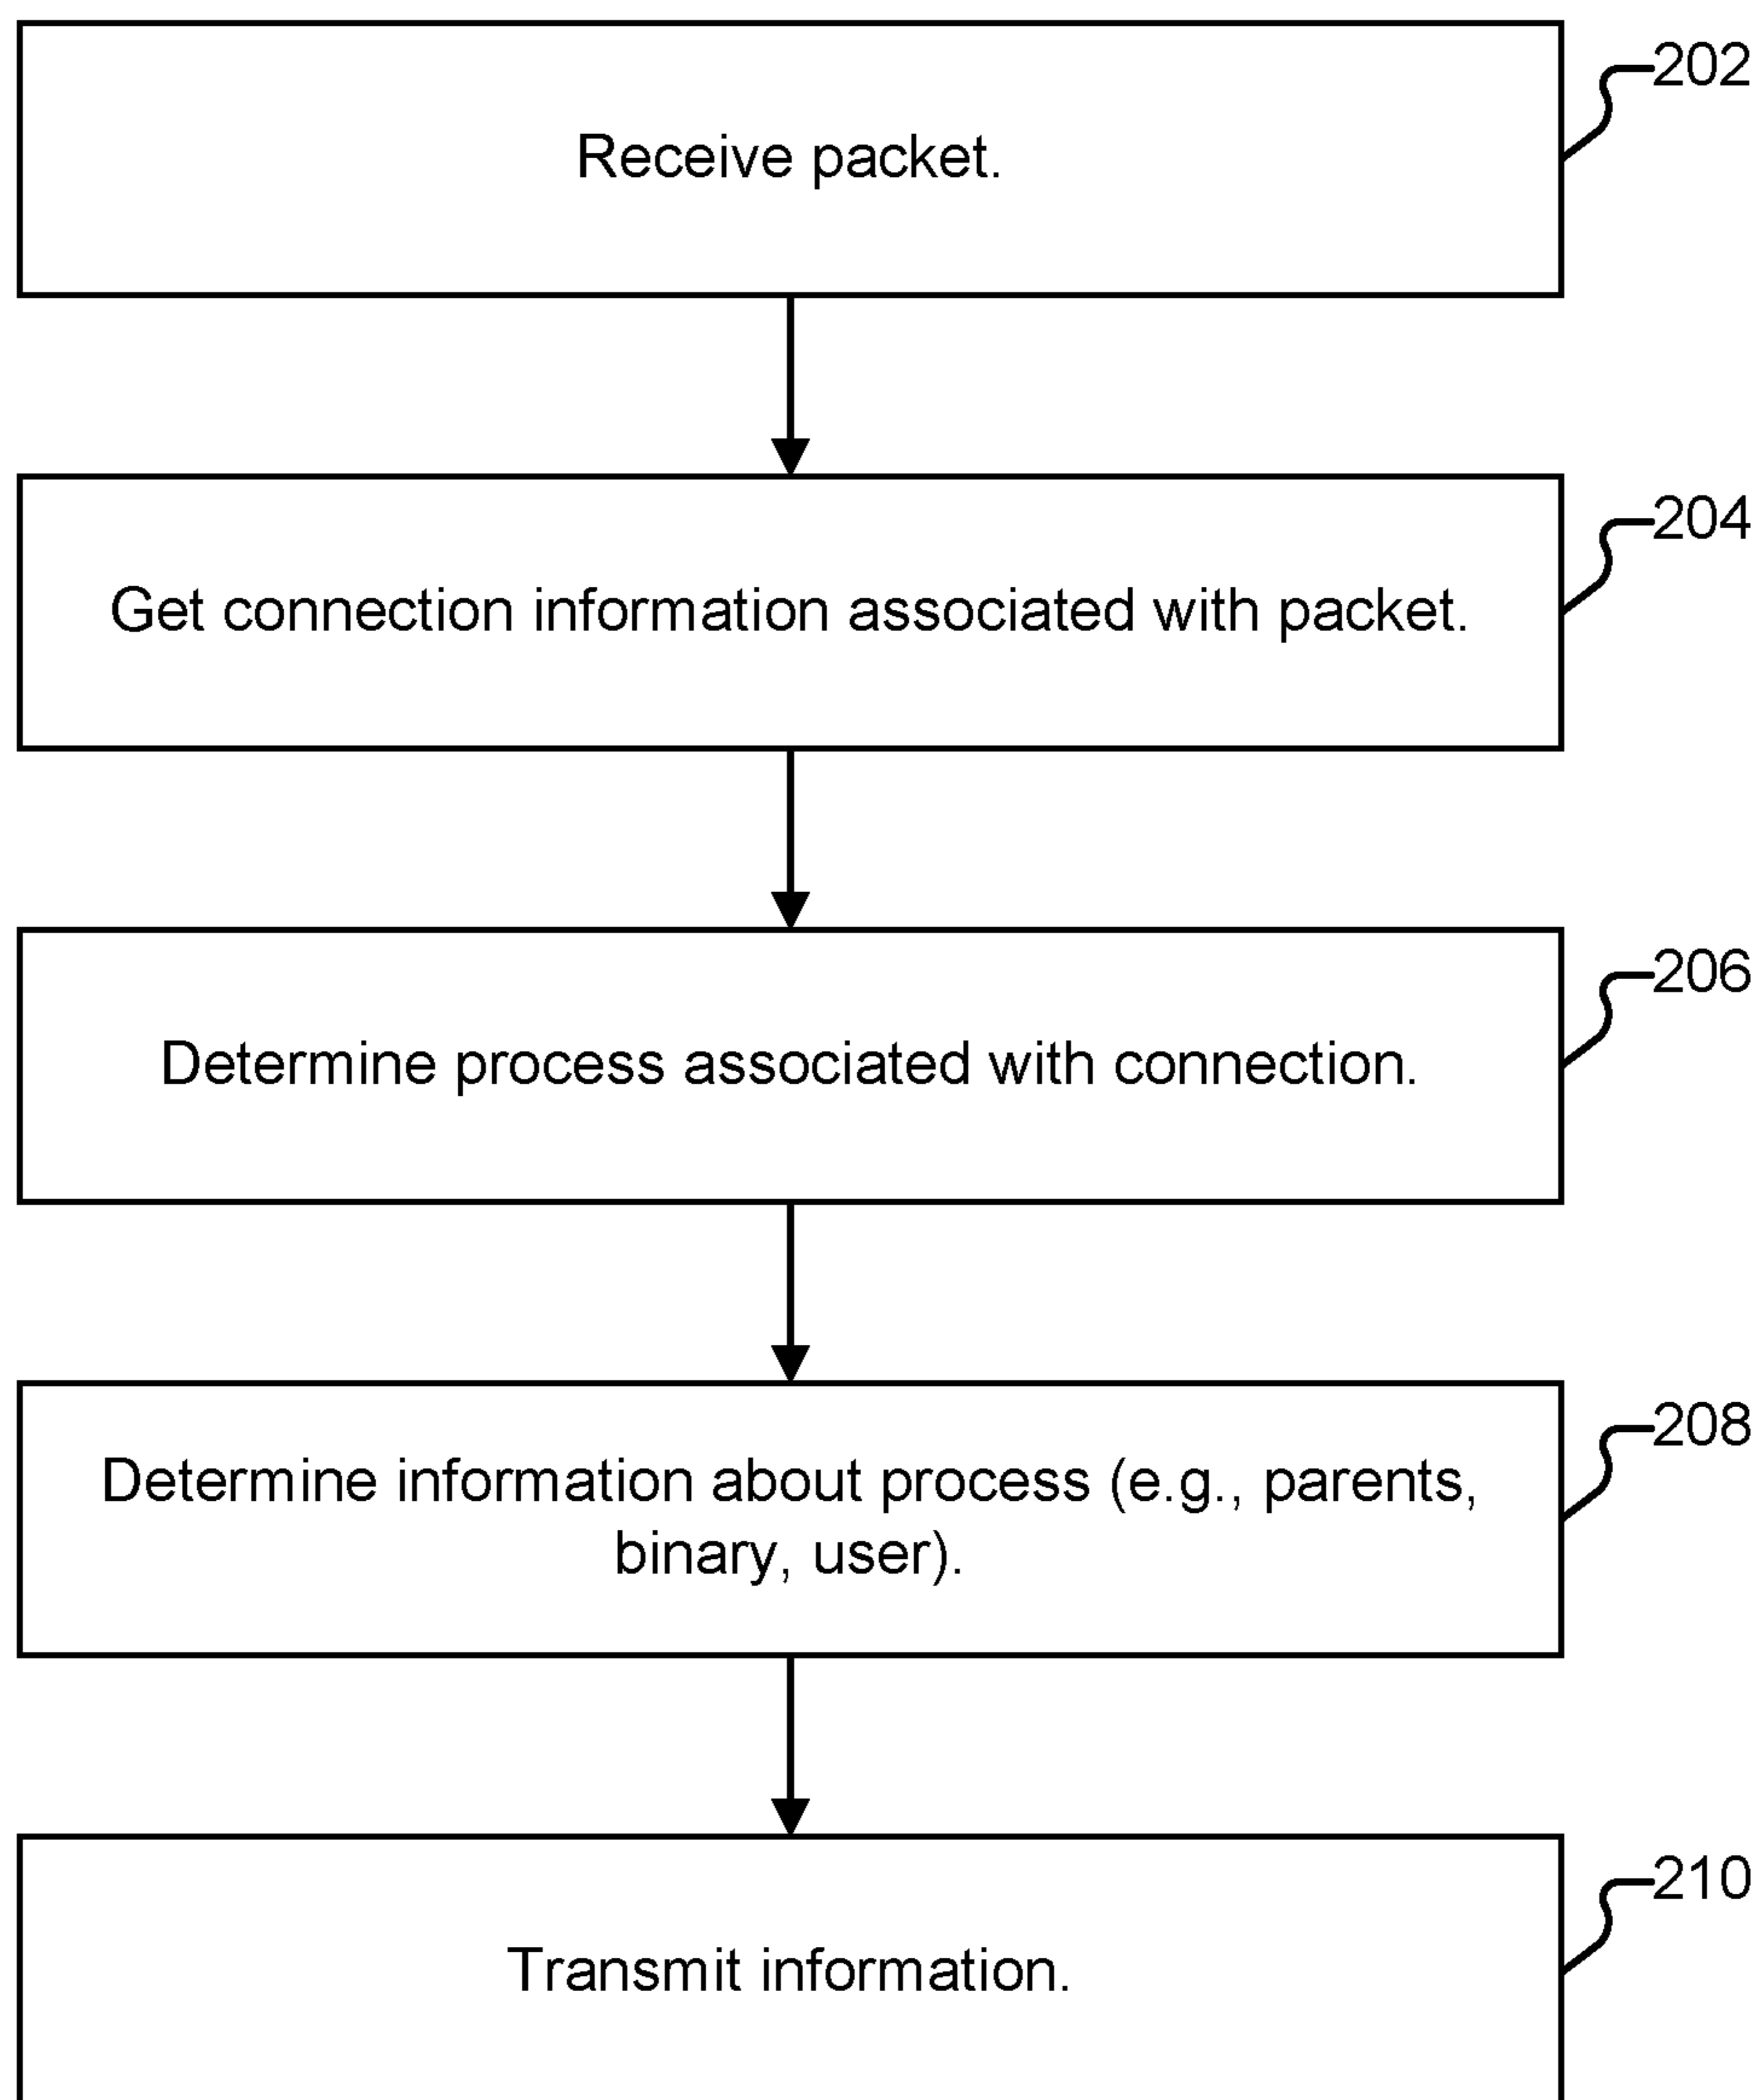 202
Receive packet.
204
Get connection information associated with packet.
206
Determine process associated with connection.
208
Determine information about process (e.g., parents,
binary, user).
210
Transmit information.